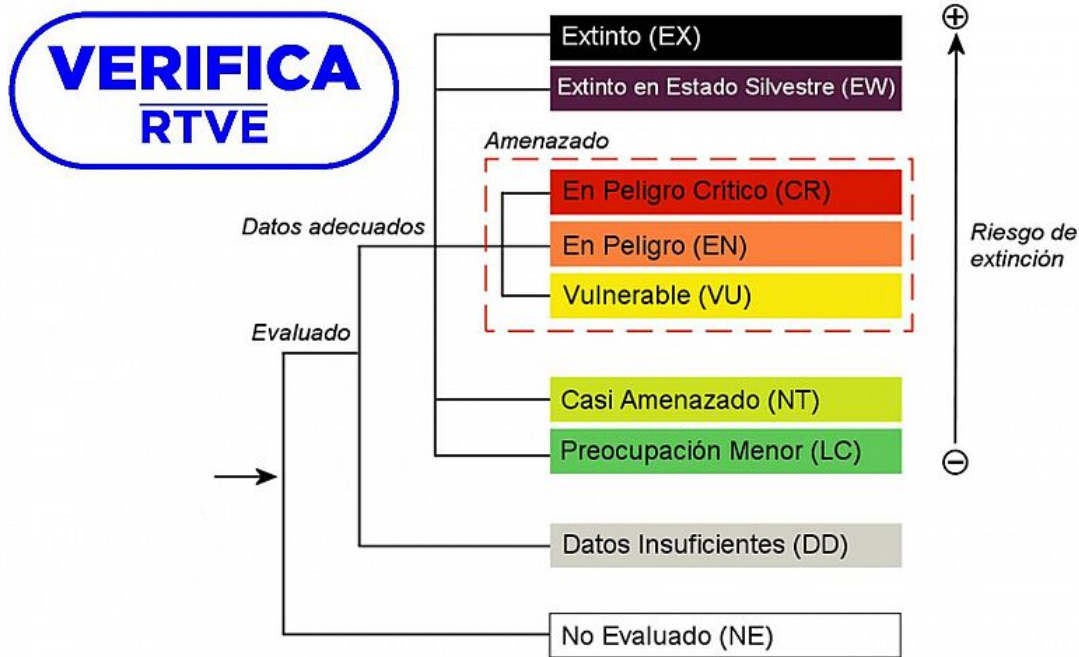 VERIFICA
RTVE
Extinto (EX)
Extinto en Estado Silvestre (EW)
Amenazado
En Peligro Crítico (CR)
Datos adecuados
En Peligro (EN)
Riesgo de
extinción
Vulnerable (VU)
Evaluado
Casi Amenazado (NT)
Preocupación Menor (LC)
Datos Insuficientes (DD)
No Evaluado (NE)